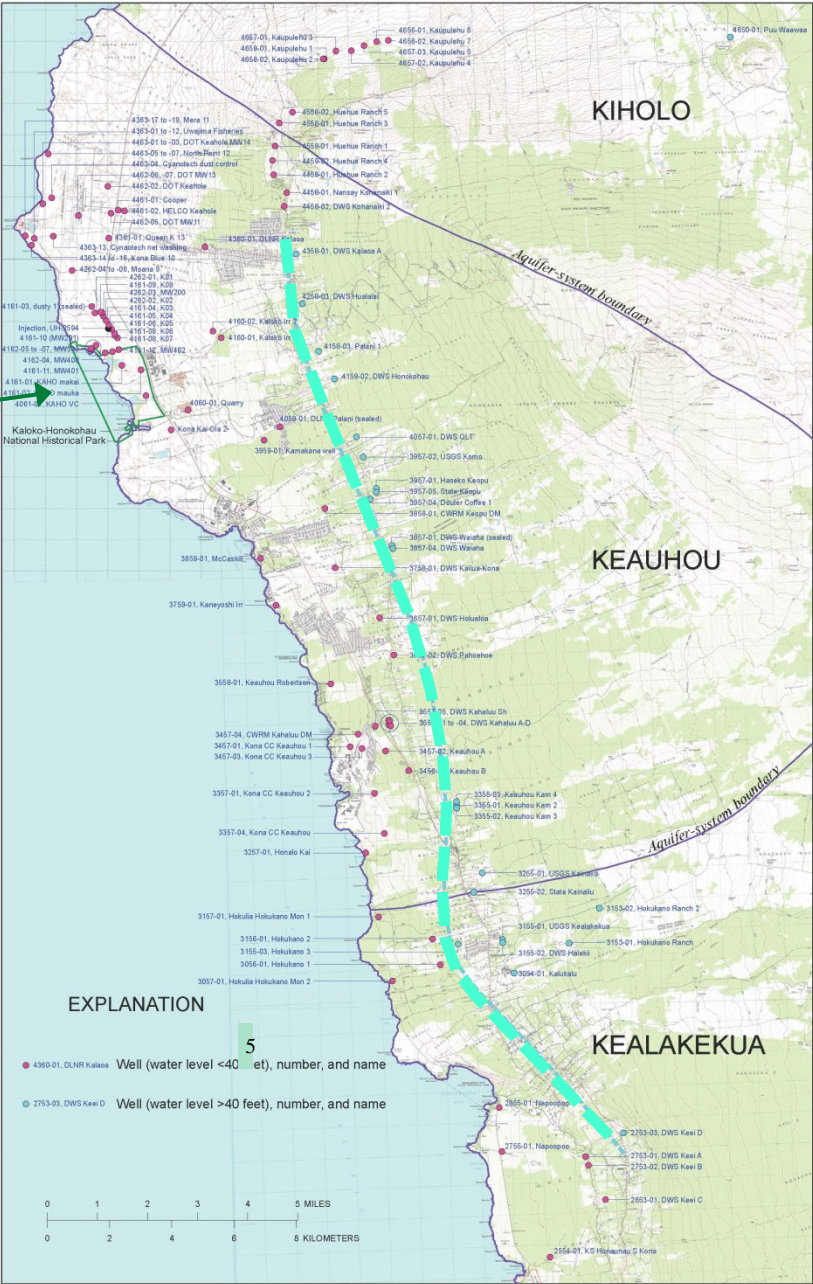 4656-01, Kaupulehu 6
4657-01, Kaupulehu 3
4656-02, Kaupulehu 7
4658-01, Kaupulehu 1
4657-03, Kaupulehu 5
4658-02, Kaupulehu 2
4657-02, Kaupulehu 4
4650-01, Puu Waawaa
KIHOLO
4558-02, Huehue Ranch 5
4558-01, Huehue Ranch 3
4363-17 to -19, Mera 11
4363-01 to -12, Uwajima Fisheries
4463-01 to -03, DOT Keahole MW14
4463-05 to -07, North Point 12
4463-04, Cyanotech dust control
4462-06, -07, DOT MW13
4462-02, DOT Keahole
4461-01, Cooper
4461-02, HELCO Keahole
4462-05, DOT MW11
4559-01, Huehue Ranch 1
4459-02, Huehue Ranch 4
4459-01, Huehue Ranch 2
4458-01, Nansay Kohanaiki 1
4458-02, DWS Kohanaiki 2
4361-01, Queen K 13
4360-01, DLNR Kalaoa
4363-13, Cynaotech net washing
4363-14 to -16, Kona Blue 10
4262-04 to -06, Moana 9
4358-01, DWS Kalaoa A
Aquifer-system boundary
4262-01, K01
4161-09, K08
4262-03, MW200
4262-02, K02
4161-04, K03
4161-05, K04
4161-06, K05
4161-08, K06
4161-08, K07
4258-03, Hualalai
4161-03, dusty 1 (sealed)
Injection, UH-2594
4161-10 (MW201)
4162-05 to -07,
4161-12, MW402
4162-04, MW400
4161-11, MW401
4161-01, KAHO makai
mauka
KAHO VC
4160-02, Kaloko Irr 2
4160-01, Kaloko Irr
4158-03, Palani 1
4158-02, DWS Honokohau
Kaloko-Honokohau
National Historical Park
4060-01, Quarry
Kona Kai Ola 2
4059-01, DLNR Palani (sealed)
3959-01, Kamakana well
4057-01, DWS QLT
3957-02, USGS Komo
3957-01, Haseko Keopu
3957-05, State Keopu
3957-04, Douter Coffee 1
3858-01, CWRM Keopu DM
3857-01, DWS Waiaha (sealed)
3857-04, DWS Waiaha
KEAUHOU
3859-01, McCaskill
3758-01, DWS Kailua-Kona
3759-01, Kaneyoshi Irr
3657-01, DWS Holualoa
-02, DWS Pahoehoe
3558-01, Keauhou Robertson
-05, DWS Kahaluu Sh
to -04, DWS Kahaluu A-D
3457-04, CWRM Kahaluu DM
3457-01, Kona CC Keauhou 1
3457-03, Kona CC Keauhou 3
3457-02, Keauhou A
Keauhou B
3357-01, Kona CC Keauhou 2
3355-03, Keauhou Kam 4
3355-01, Keauhou Kam 2
3355-02, Keauhou Kam 3
3357-04, Kona CC Keauhou
Aquifer-system boundary
3257-01, Honalo Kai
3255-01, USGS Kainaliu
3255-02, State Kainaliu
3153-02, Hokukano Ranch 2
3157-01, Hokulia Hokukano Mon 1
3156-01, Hokukano 2
3155-03, Hokukano 3
3056-01, Hokukano 1
3155-01, USGS Kealakekua
3155-02, DWS Halekii
3153-01, Hokukano Ranch
3054-01, Kalukalu
3057-01, Hokulia Hokukano Mon 2
KEALAKEKUA
EXPLANATION
5
4360-01, DLNR Kalaoa Well (water level <40 et), number, and name
2753-03, DWS Keei D Well (water level >40 feet), number, and name
2855-01, Napoopoo
2753-03, DWS Keei D
2755-01, Napoopoo
2753-01, DWS Keei A
2753-02, DWS Keei B
2653-01, DWS Keei C
2554-01, KS Honaunau S Kona
0 1 2 3 4 5 MILES
0 2 4 6 8 KILOMETERS